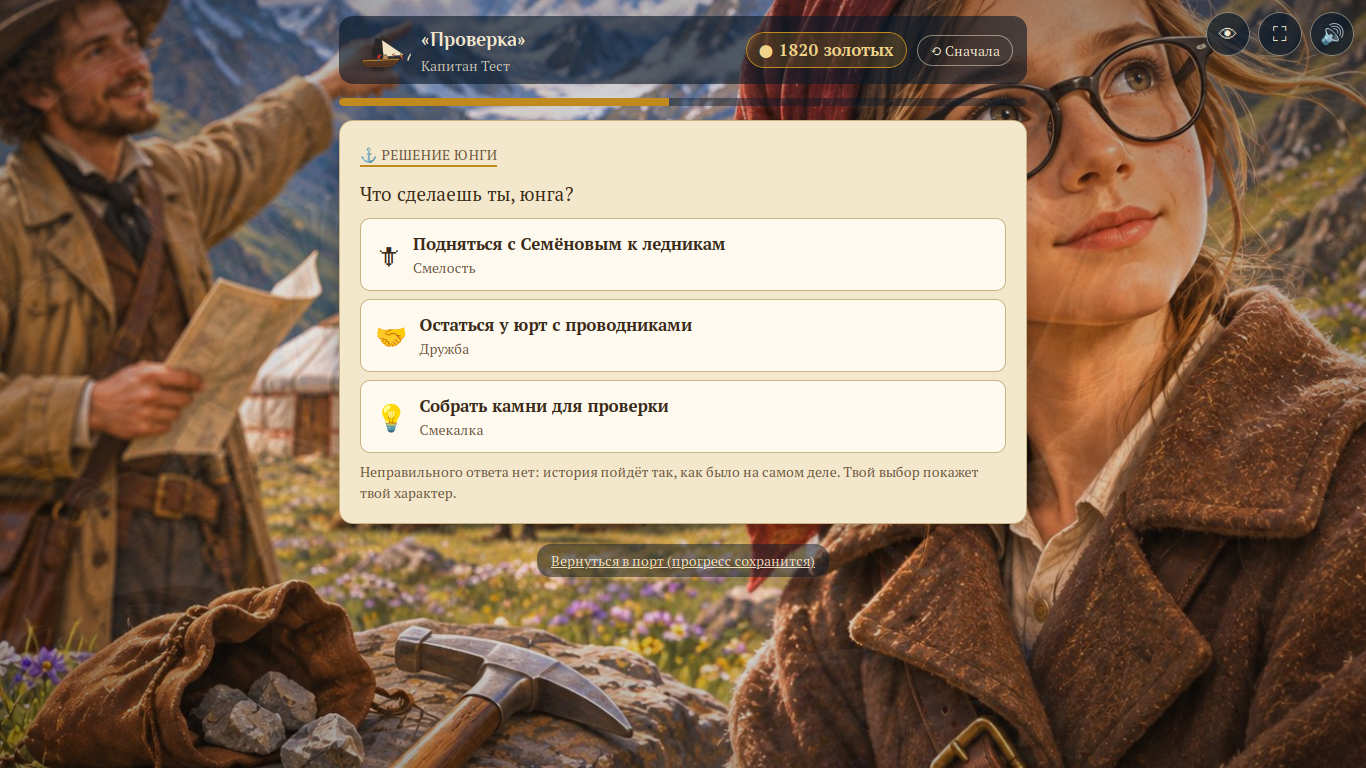 «Проверка»
Капитан Тест
1820 золотых
⟲ Сначала
⚓ РЕШЕНИЕ ЮНГИ
Что сделаешь ты, юнга?
Подняться с Семёновым к ледникам
Смелость
Остаться у юрт с проводниками
Дружба
Собрать камни для проверки
Смекалка
Неправильного ответа нет: история пойдёт так, как было на самом деле. Твой выбор покажет
твой характер.
Вернуться в порт (прогресс сохранится)